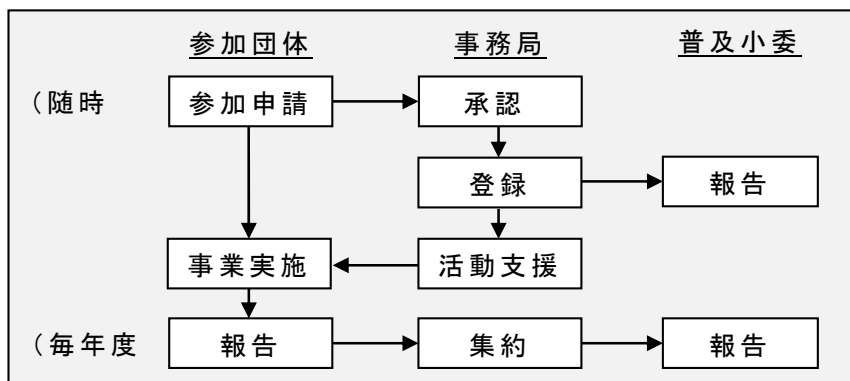 参加団体 事務局 普及小委
(随時 参加申請 承認
登録 報告
事業実施 活動支援
(毎年度 報告 集約 報告